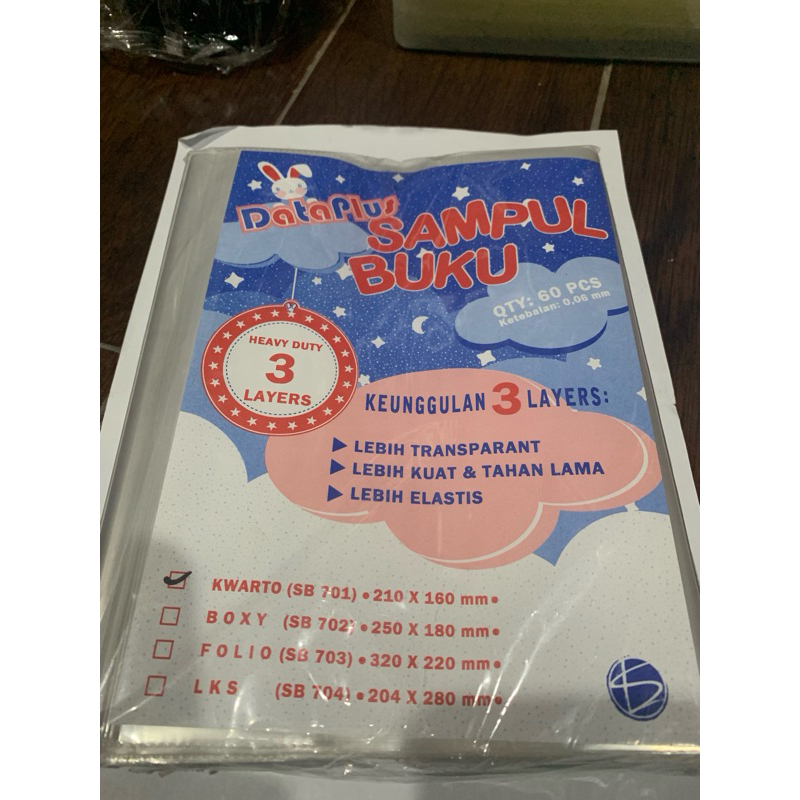 DataPlus
SAMPUL
BUKU
QTY: 60 PCS
Ketebalan: 0,06 mm
HEAVY DUTY
3
LAYERS
KEUNGGULAN 3 LAYERS:
LEBIH TRANSPARANT
LEBIH KUAT & TAHAN LAMA
LEBIH ELASTIS
KWARTO (SB 701) • 210 X 160 mm •
BOXY (SB 702) • 250 X 180 mm •
FOLIO (SB 703) • 320 X 220 mm •
LKS (SB 704) • 204 X 280 mm •